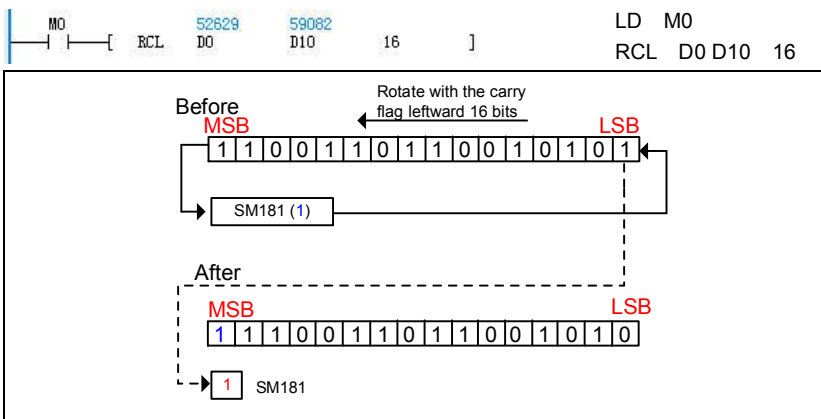 M0 52629 59082 LD M0
RCL D0 D10 16 ] RCL D0 D10 16
Rotate with the carry
flag leftward 16 bits
Before
MSB LSB
1 1 0 0 1 1 0 1 1 0 0 1 0 1 0 1
SM181 (1)
After
MSB LSB
1 1 1 0 0 1 1 0 1 1 0 0 1 0 1 0
1 SM181